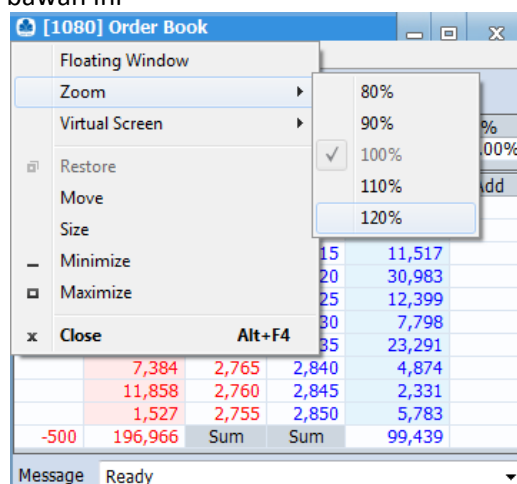 bawah ini
[1080] Order Book
Floating Window
Zoom
Virtual Screen
Restore
Move
Size
Minimize
Maximize
Close Alt+F4
80%
90%
100%
110%
120%
%
.00%
Add
15 11,517
20 30,983
25 12,399
30 7,798
35 23,291
7,384 2,765 2,840 4,874
11,858 2,760 2,845 2,331
1,527 2,755 2,850 5,783
-500 196,966 Sum Sum 99,439
Message Ready